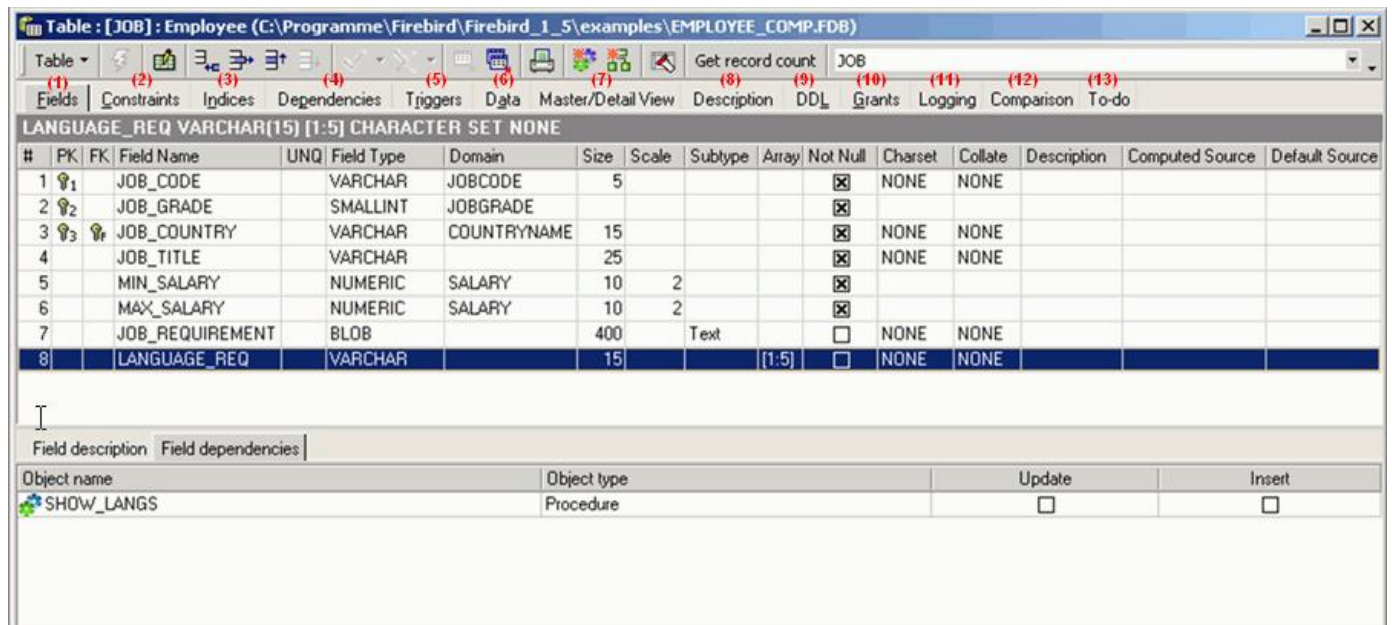 Table : [JOB] : Employee (C:\Programme\Firebird\Firebird_1_5\examples\EMPLOYEE_COMP.FDB)
Table Get record count JOB
(1) (2) (3) (4) (5) (6) (7) (8) (9) (10) (11) (12) (13)
Fields Constraints Indices Dependencies Triggers Data Master/Detail View Description DDL Grants Logging Comparison To-do
LANGUAGE_REQ VARCHAR(15) [1:5] CHARACTER SET NONE
# PK FK Field Name UNQ Field Type Domain Size Scale Subtype Array Not Null Charset Collate Description Computed Source Default Source
1 1 JOB_CODE VARCHAR JOBCODE 5 NONE NONE
2 2 JOB_GRADE SMALLINT JOBGRADE
3 3 F JOB_COUNTRY VARCHAR COUNTRYNAME 15 NONE NONE
4 JOB_TITLE VARCHAR 25 NONE NONE
5 MIN_SALARY NUMERIC SALARY 10 2
6 MAX_SALARY NUMERIC SALARY 10 2
7 JOB_REQUIREMENT BLOB 400 Text NONE NONE
8 LANGUAGE_REQ VARCHAR 15 [1:5] NONE NONE
Field description Field dependencies
Object name Object type Update Insert
SHOW_LANGS Procedure